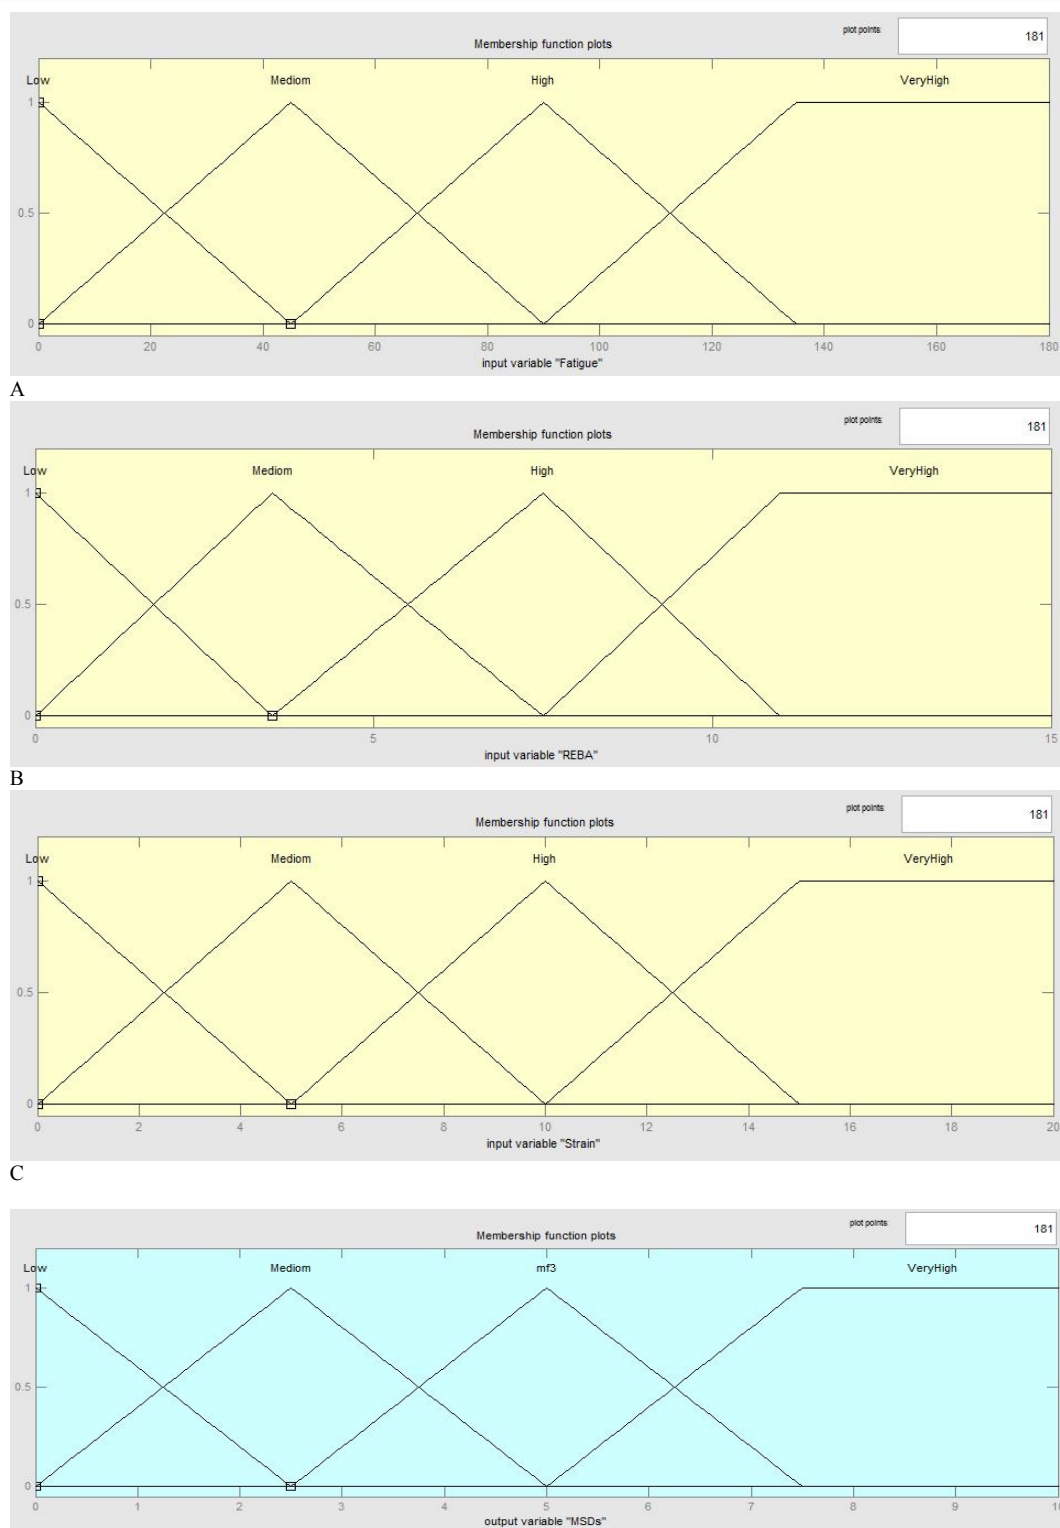 plot points: 181
Membership function plots
Low Mediom High VeryHigh
1
0.5
0
0 20 40 60 80 100 120 140 160 180
input variable "Fatigue"
A
plot points: 181
Membership function plots
Low Mediom High VeryHigh
1
0.5
0
0 5 10 15
input variable "REBA"
B
plot points: 181
Membership function plots
Low Mediom High VeryHigh
1
0.5
0
0 2 4 6 8 10 12 14 16 18 20
input variable "Strain"
C
plot points: 181
Membership function plots
Low Mediom mf3 VeryHigh
1
0.5
0
0 1 2 3 4 5 6 7 8 9 10
output variable "MSDs"